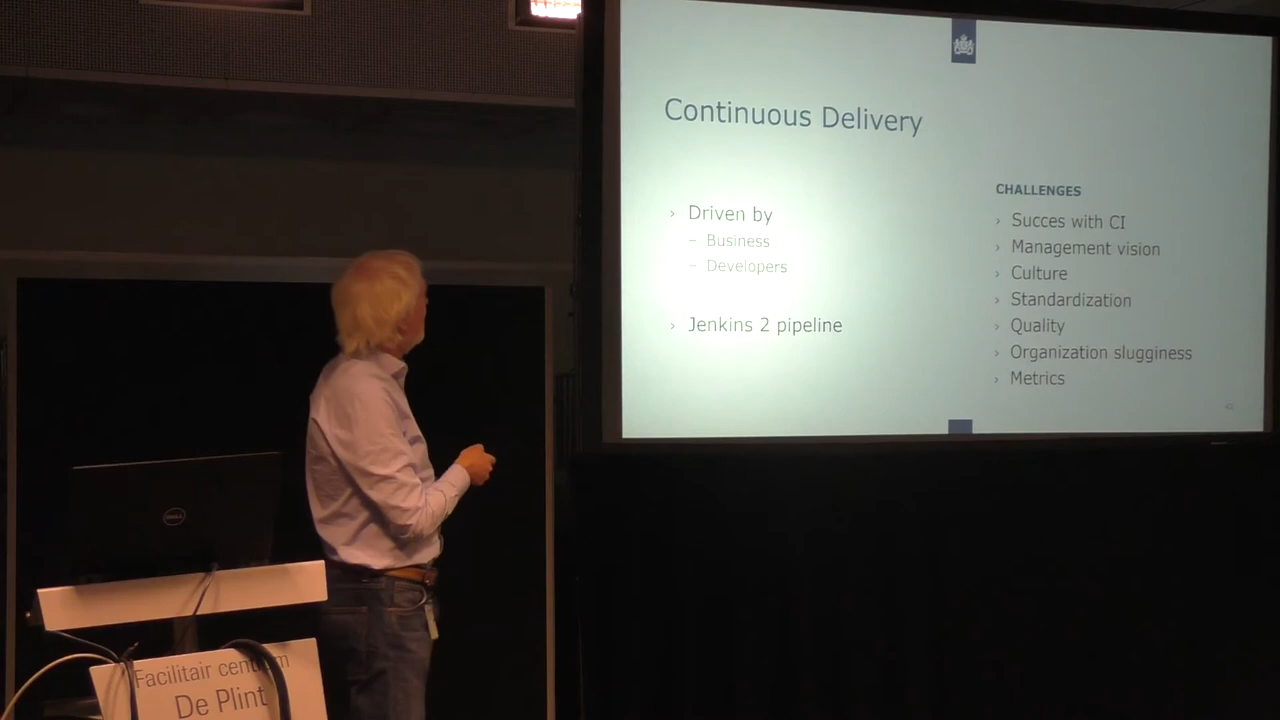 Continuous Delivery
› Driven by
– Business
– Developers
› Jenkins 2 pipeline
CHALLENGES
› Succes with CI
› Management vision
› Culture
› Standardization
› Quality
› Organization slugginess
› Metrics
DELL
Facilitair centrum
De Plint